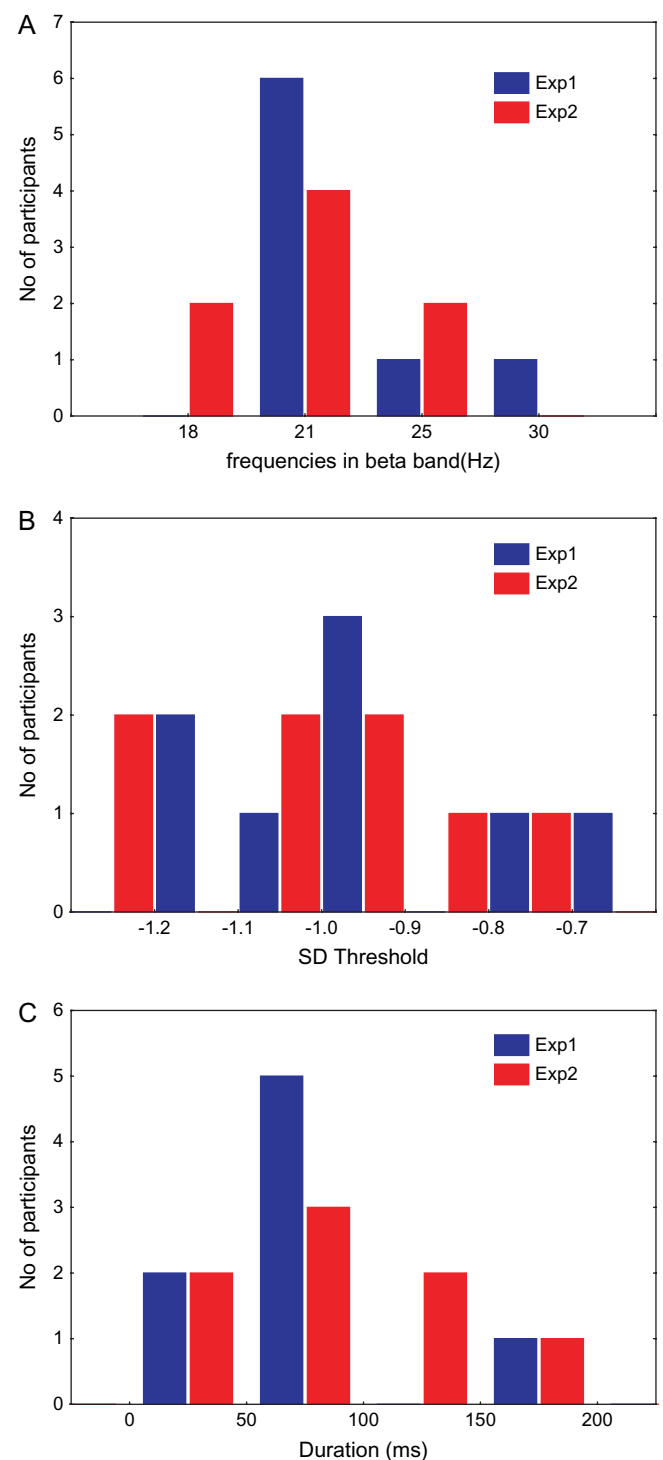 A
7
6
5
4
3
2
1
0
No of participants
Exp1
Exp2
18 21 25 30
frequencies in beta band(Hz)
B
4
3
2
1
0
No of participants
Exp1
Exp2
-1.2 -1.1 -1.0 -0.9 -0.8 -0.7
SD Threshold
C
6
5
4
3
2
1
0
No of participants
Exp1
Exp2
0 50 100 150 200
Duration (ms)